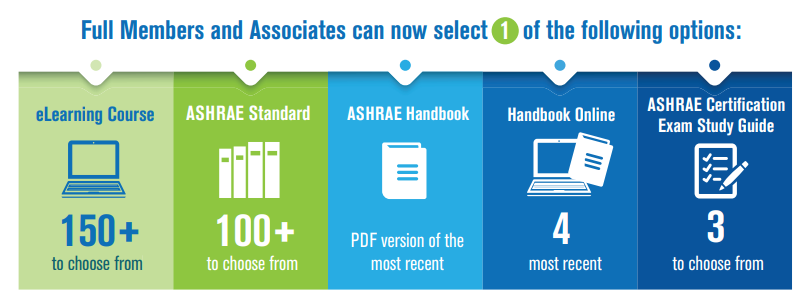 Full Members and Associates can now select 1 of the following options:
eLearning Course
150+
to choose from
ASHRAE Standard
100+
to choose from
ASHRAE Handbook
PDF version of the
most recent
Handbook Online
4
most recent
ASHRAE Certification
Exam Study Guide
3
to choose from